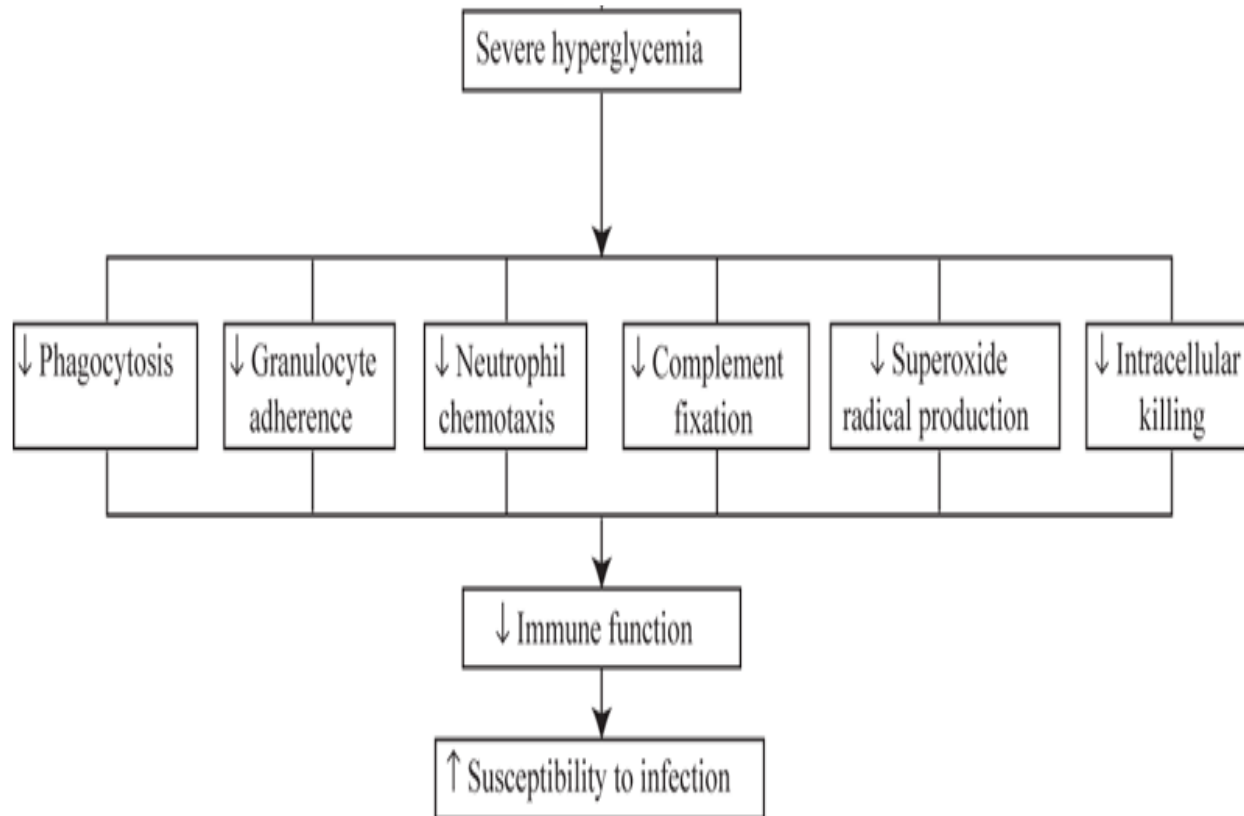 Severe hyperglycemia
↓ Phagocytosis
↓ Granulocyte
adherence
↓ Neutrophil
chemotaxis
↓ Complement
fixation
↓ Superoxide
radical production
↓ Intracellular
killing
↓ Immune function
↑ Susceptibility to infection